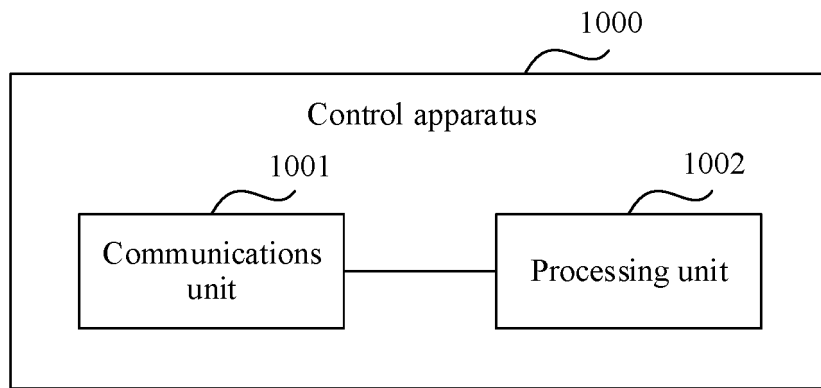 1000
Control apparatus
1001
1002
Communications
unit
Processing unit